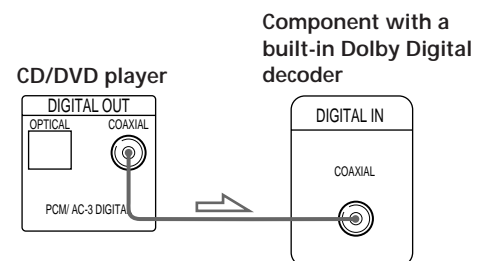 Component with a
built-in Dolby Digital
decoder
CD/DVD player
DIGITAL OUT
OPTICAL COAXIAL
PCM/ AC-3 DIGITAL
DIGITAL IN
COAXIAL